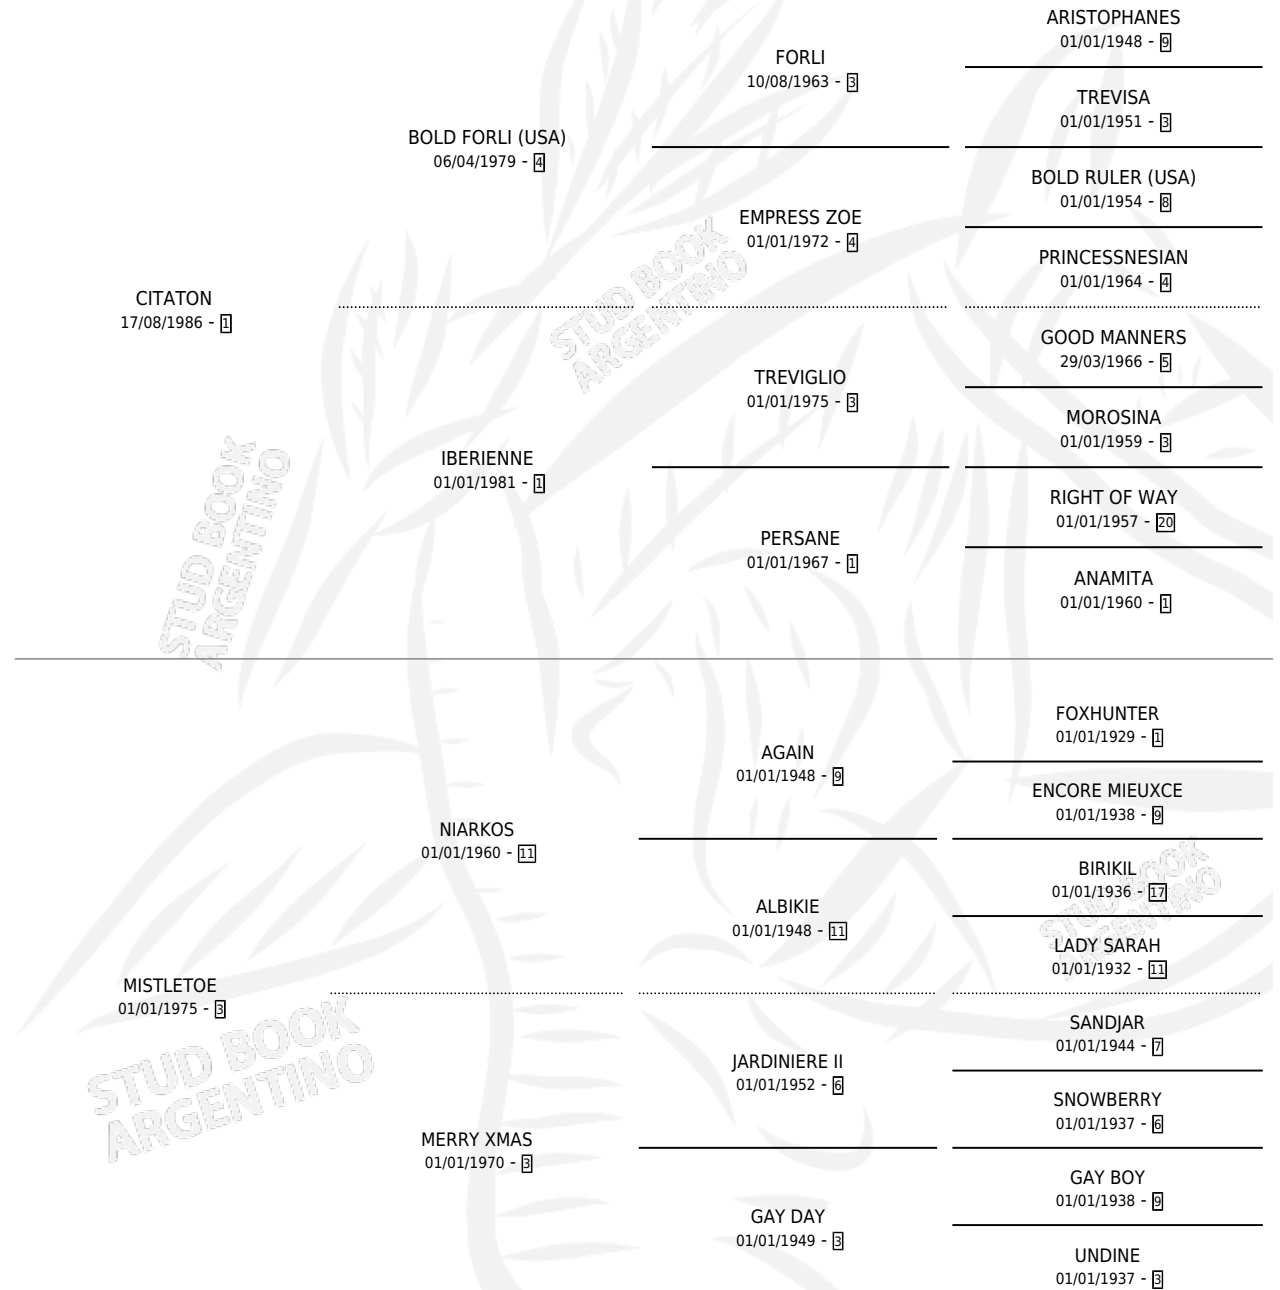 ARISTOPHANES
01/01/1948 - 9
FORLI
10/08/1963 - 3
TREVISA
01/01/1951 - 3
BOLD FORLI (USA)
06/04/1979 - 4
BOLD RULER (USA)
01/01/1954 - 8
EMPRESS ZOE
01/01/1972 - 4
PRINCESSNESIAN
01/01/1964 - 4
CITATON
17/08/1986 - 1
STUD BOOK
ARGENTINO
GOOD MANNERS
29/03/1966 - 5
TREVIGLIO
01/01/1975 - 3
MOROSINA
01/01/1959 - 3
IBERIENNE
01/01/1981 - 1
RIGHT OF WAY
01/01/1957 - 20
PERSANE
01/01/1967 - 1
ANAMITA
01/01/1960 - 1
STUD BOOK
ARGENTINO
FOXHUNTER
01/01/1929 - 1
AGAIN
01/01/1948 - 9
ENCORE MIEUXCE
01/01/1938 - 9
NIARKOS
01/01/1960 - 11
BIRIKIL
01/01/1936 - 17
ALBIKIE
01/01/1948 - 11
LADY SARAH
01/01/1932 - 11
STUD BOOK
ARGENTINO
MISTLETOE
01/01/1975 - 3
SANDJAR
01/01/1944 - 7
JARDINIERE II
01/01/1952 - 6
SNOWBERRY
01/01/1937 - 6
MERRY XMAS
01/01/1970 - 3
GAY BOY
01/01/1938 - 9
GAY DAY
01/01/1949 - 3
UNDINE
01/01/1937 - 3
STUD BOOK
ARGENTINO